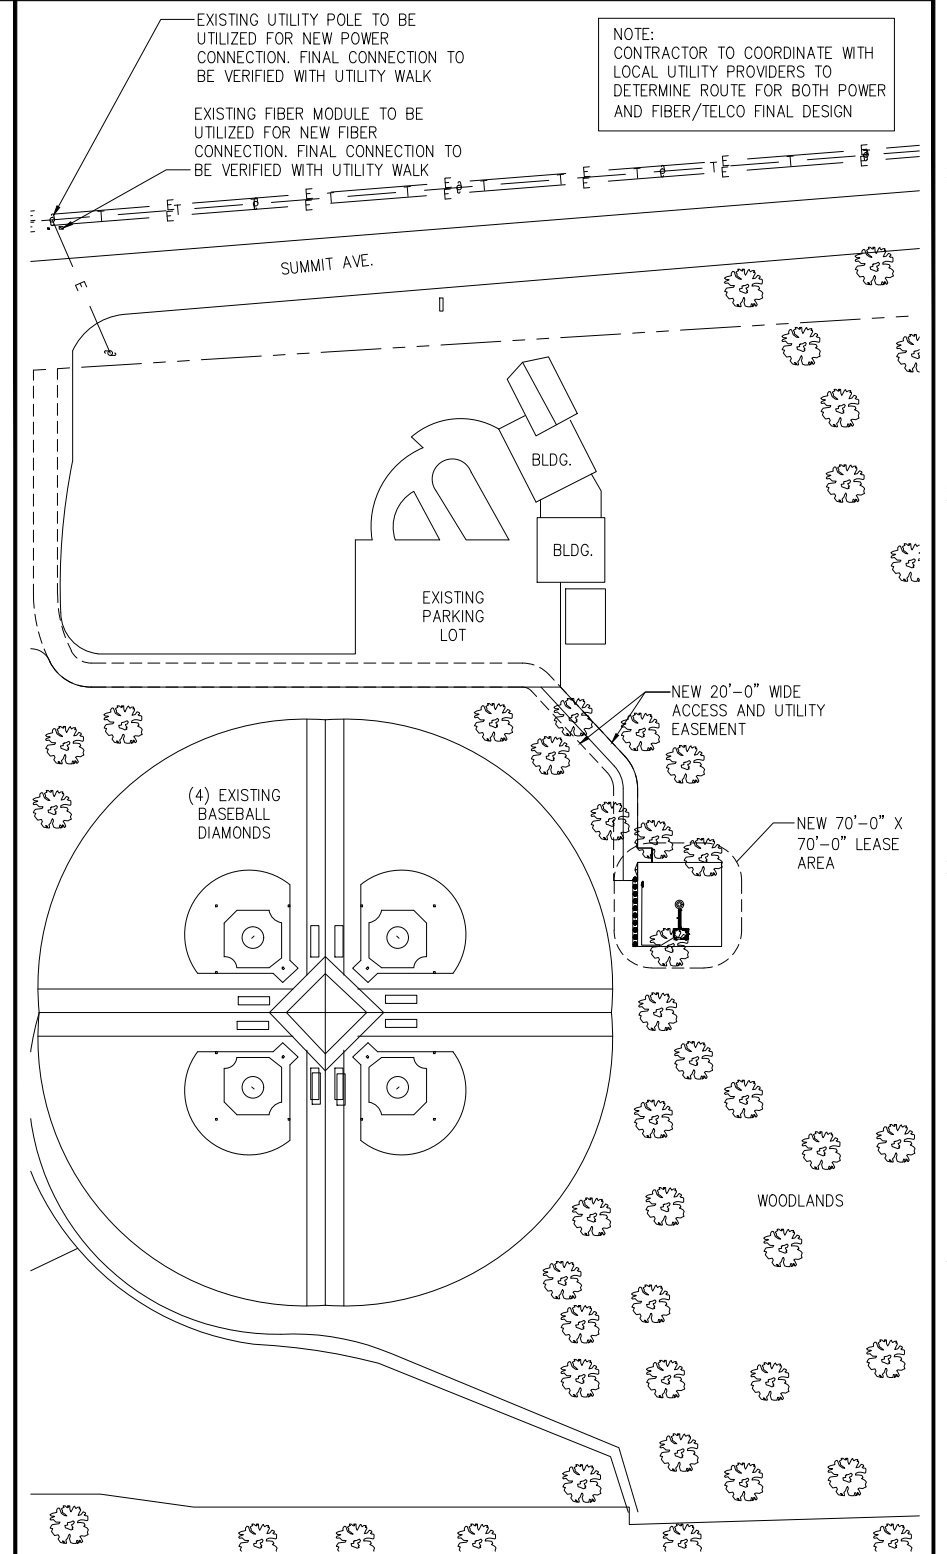 EXISTING UTILITY POLE TO BE
UTILIZED FOR NEW POWER
CONNECTION. FINAL CONNECTION TO
BE VERIFIED WITH UTILITY WALK
NOTE:
CONTRACTOR TO COORDINATE WITH
LOCAL UTILITY PROVIDERS TO
DETERMINE ROUTE FOR BOTH POWER
AND FIBER/TELCO FINAL DESIGN
EXISTING FIBER MODULE TO BE
UTILIZED FOR NEW FIBER
CONNECTION. FINAL CONNECTION TO
BE VERIFIED WITH UTILITY WALK
E
E
T
E
E
T
E
E
T
T
E
E
T
T
E
E
T
T
E
E
T
E
E
SUMMIT AVE.
E
BLDG.
BLDG.
EXISTING
PARKING
LOT
NEW 20'-0" WIDE
ACCESS AND UTILITY
EASEMENT
(4) EXISTING
BASEBALL
DIAMONDS
NEW 70'-0" X
70'-0" LEASE
AREA
WOODLANDS